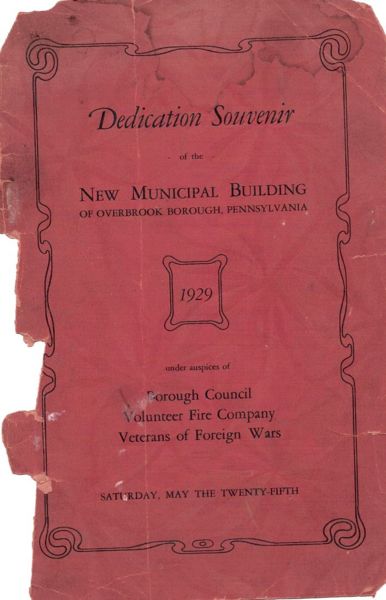 Dedication Souvenir
- of the -
NEW MUNICIPAL BUILDING
OF OVERBROOK BOROUGH, PENNSYLVANIA
1929
under auspices of
Borough Council
Volunteer Fire Company
Veterans of Foreign Wars
SATURDAY, MAY THE TWENTY-FIFTH